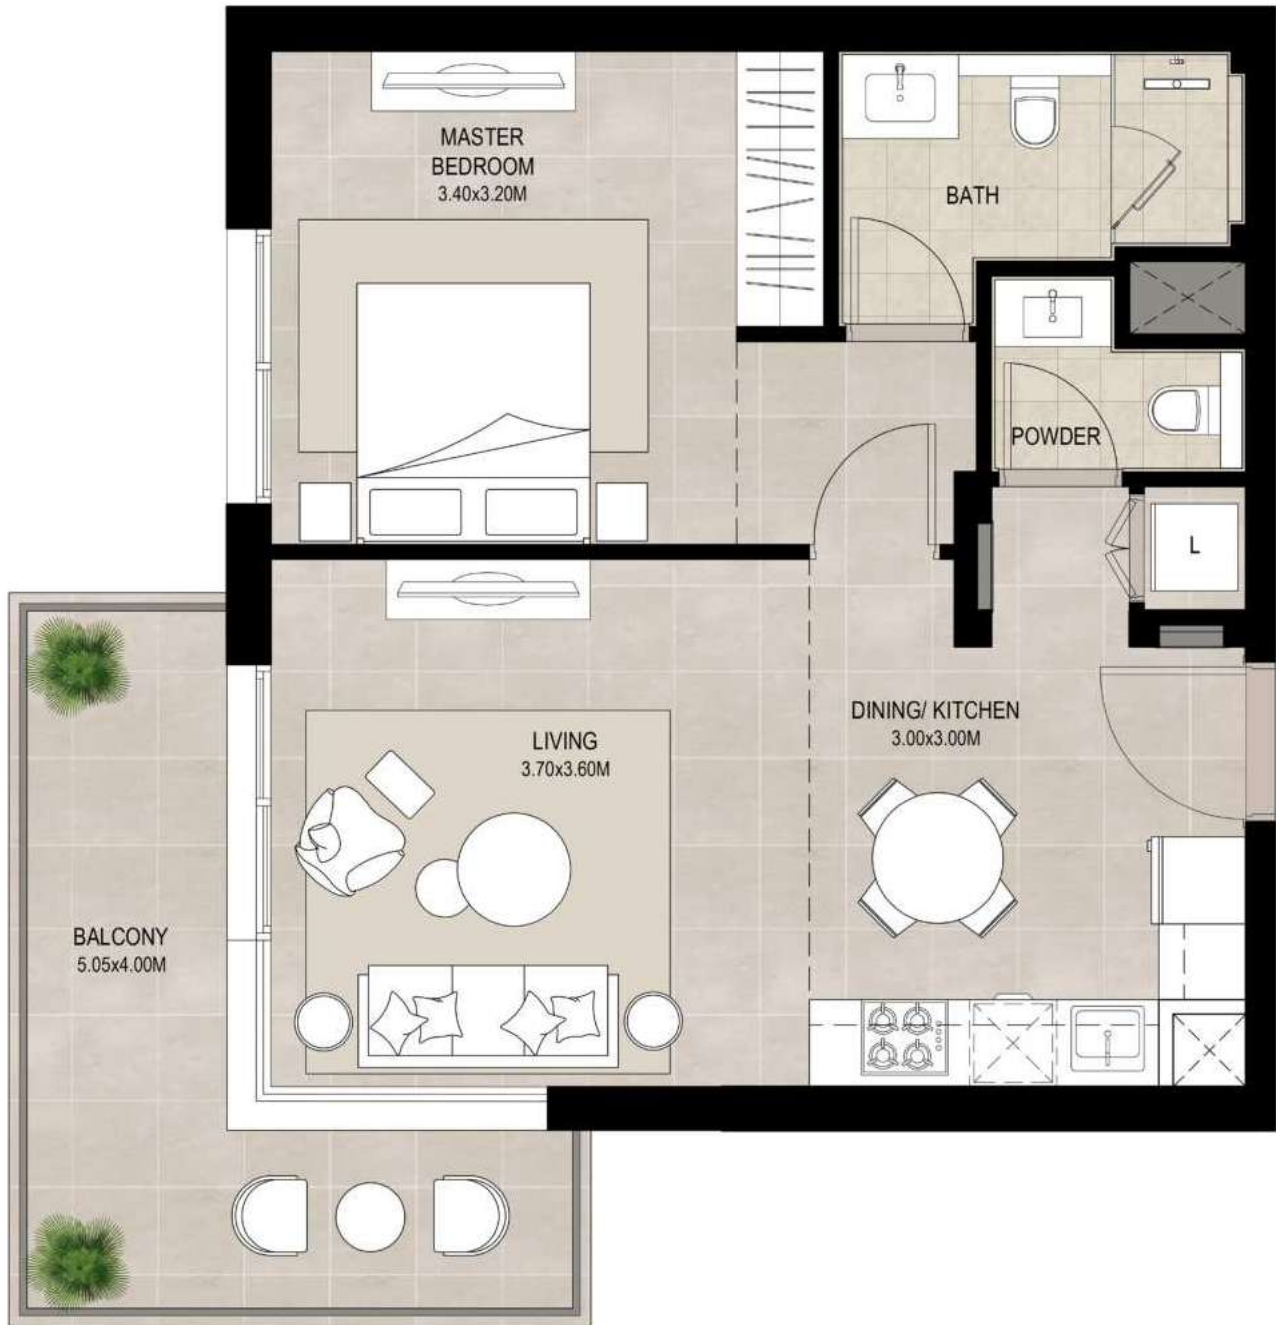 MASTER
BEDROOM
3.40x3.20M
BATH
POWDER
L
DINING/ KITCHEN
3.00x3.00M
LIVING
3.70x3.60M
BALCONY
5.05x4.00M